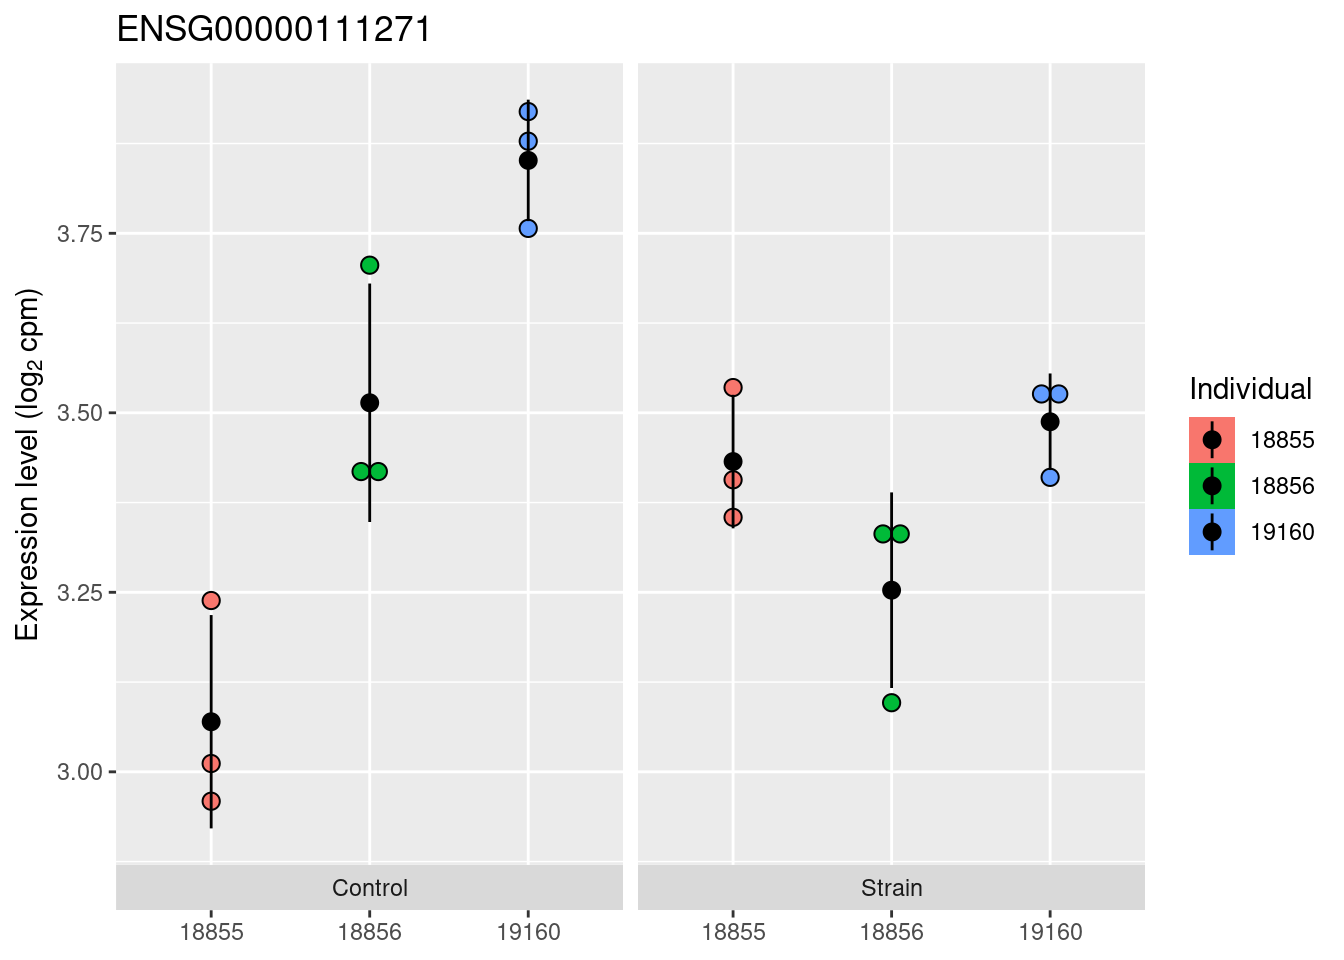 ENSG00000111271
Expression level (log₂ cpm)
3.75
3.50
3.25
3.00
Control
Strain
18855
18856
19160
18855
18856
19160
Individual
18855
18856
19160